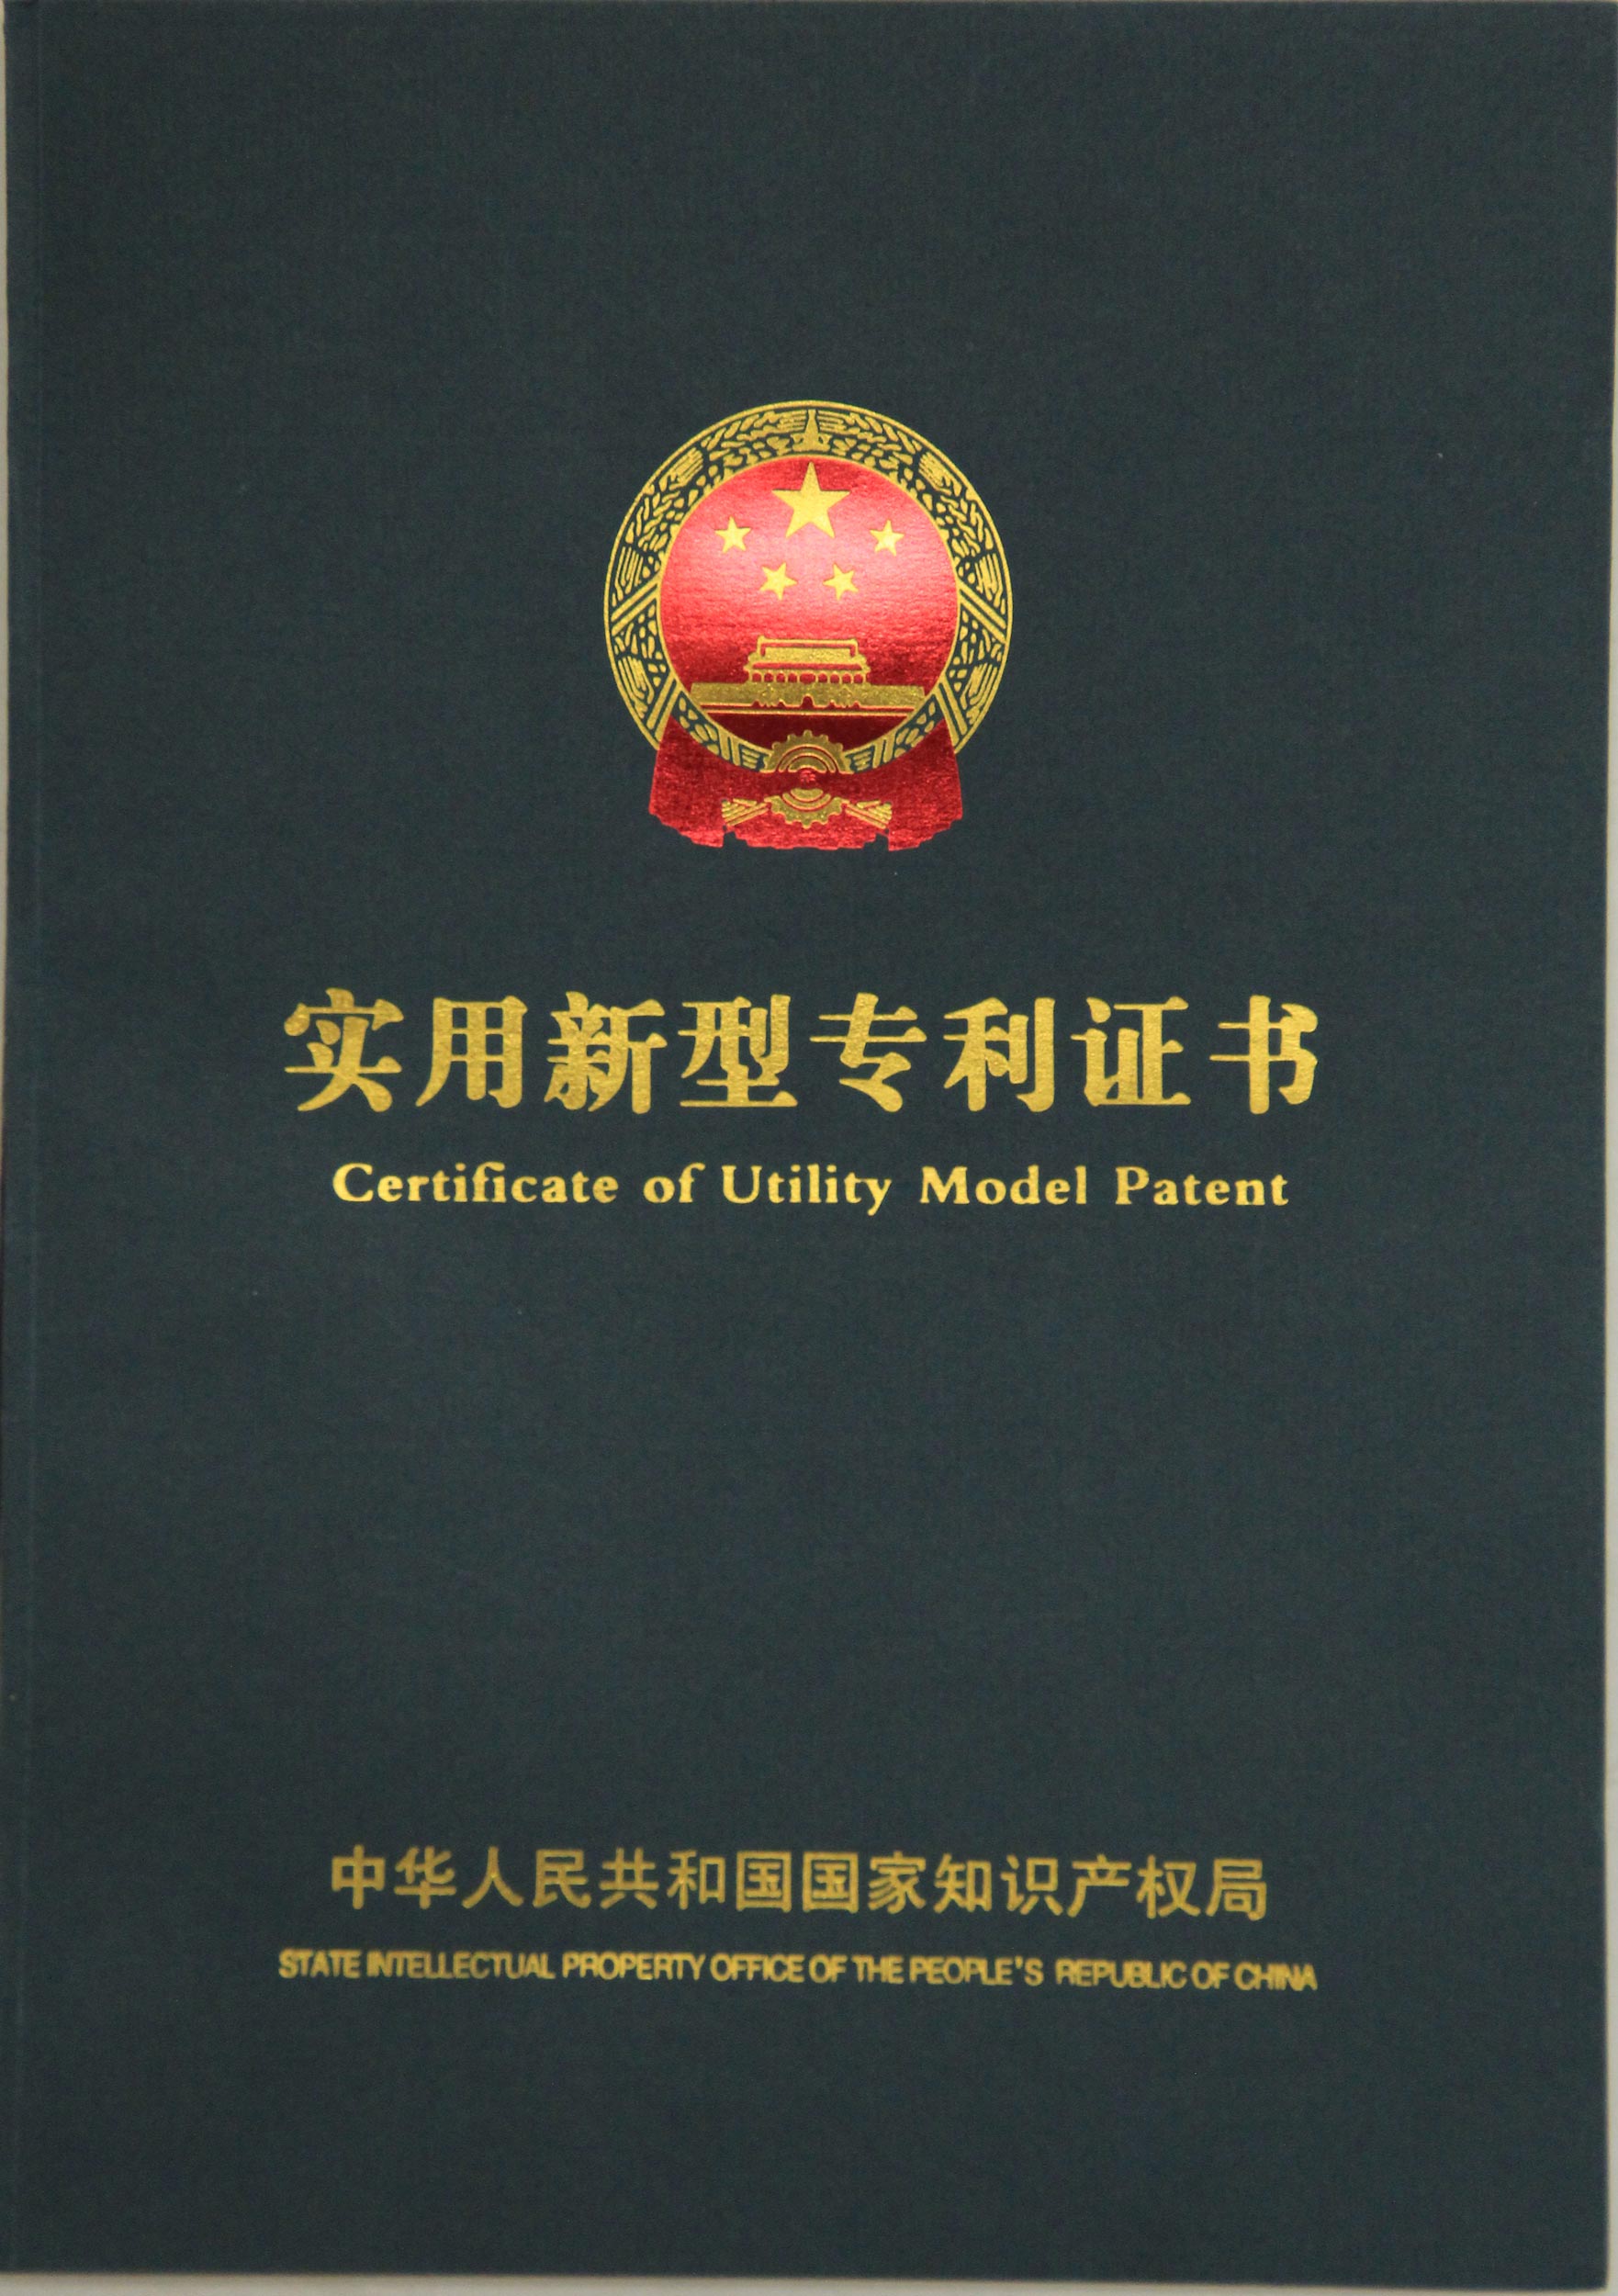 实用新型专利证书
Certificate of Utility Model Patent
中华人民共和国国家知识产权局
STATE INTELLECTUAL PROPERTY OFFICE OF THE PEOPLE'S REPUBLIC OF CHINA